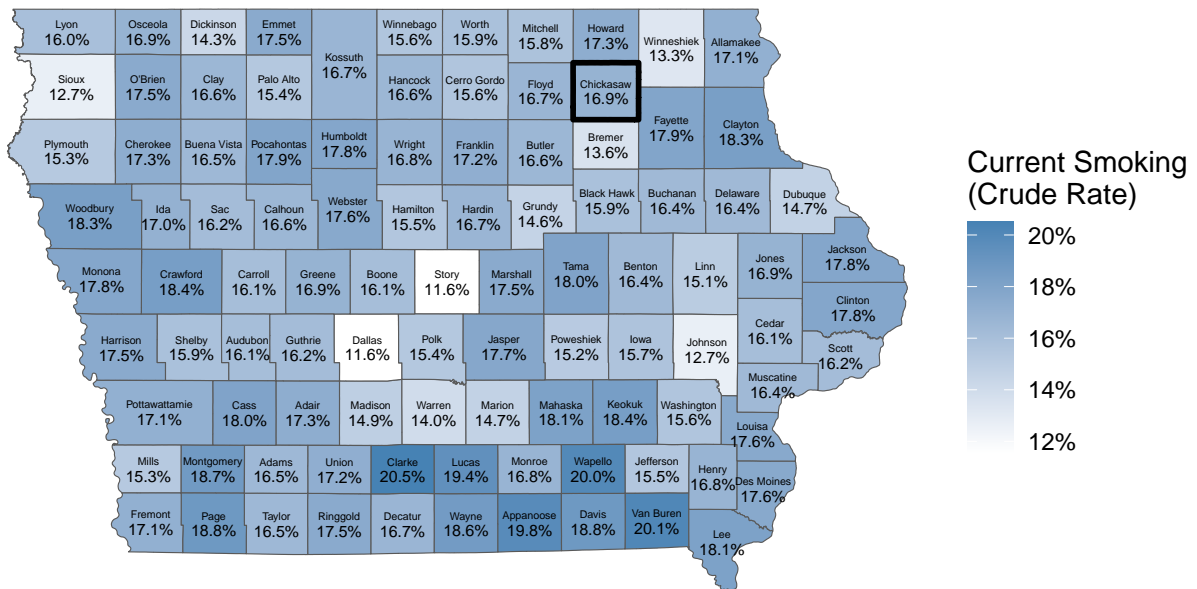 Lyon
16.0%
Osceola
16.9%
Dickinson
14.3%
Emmet
17.5%
Kossuth
16.7%
Winnebago
15.6%
Worth
15.9%
Mitchell
15.8%
Howard
17.3%
Winneshiek
13.3%
Allamakee
17.1%
Sioux
12.7%
O'Brien
17.5%
Clay
16.6%
Palo Alto
15.4%
Hancock
16.6%
Cerro Gordo
15.6%
Floyd
16.7%
Chickasaw
16.9%
Fayette
17.9%
Clayton
18.3%
Plymouth
15.3%
Cherokee
17.3%
Buena Vista
16.5%
Pocahontas
17.9%
Humboldt
17.8%
Wright
16.8%
Franklin
17.2%
Butler
16.6%
Bremer
13.6%
Woodbury
18.3%
Ida
17.0%
Sac
16.2%
Calhoun
16.6%
Webster
17.6%
Hamilton
15.5%
Hardin
16.7%
Grundy
14.6%
Black Hawk
15.9%
Buchanan
16.4%
Delaware
16.4%
Dubuque
14.7%
Monona
17.8%
Crawford
18.4%
Carroll
16.1%
Greene
16.9%
Boone
16.1%
Story
11.6%
Marshall
17.5%
Tama
18.0%
Benton
16.4%
Linn
15.1%
Jones
16.9%
Jackson
17.8%
Clinton
17.8%
Harrison
17.5%
Shelby
15.9%
Audubon
16.1%
Guthrie
16.2%
Dallas
11.6%
Polk
15.4%
Jasper
17.7%
Poweshiek
15.2%
Iowa
15.7%
Johnson
12.7%
Cedar
16.1%
Scott
16.2%
Muscatine
16.4%
Pottawattamie
17.1%
Cass
18.0%
Adair
17.3%
Madison
14.9%
Warren
14.0%
Marion
14.7%
Mahaska
18.1%
Keokuk
18.4%
Washington
15.6%
Louisa
17.6%
Mills
15.3%
Montgomery
18.7%
Adams
16.5%
Union
17.2%
Clarke
20.5%
Lucas
19.4%
Monroe
16.8%
Wapello
20.0%
Jefferson
15.5%
Henry
16.8%
Des Moines
17.6%
Fremont
17.1%
Page
18.8%
Taylor
16.5%
Ringgold
17.5%
Decatur
16.7%
Wayne
18.6%
Appanoose
19.8%
Davis
18.8%
Van Buren
20.1%
Lee
18.1%
Current Smoking
(Crude Rate)
20%
18%
16%
14%
12%